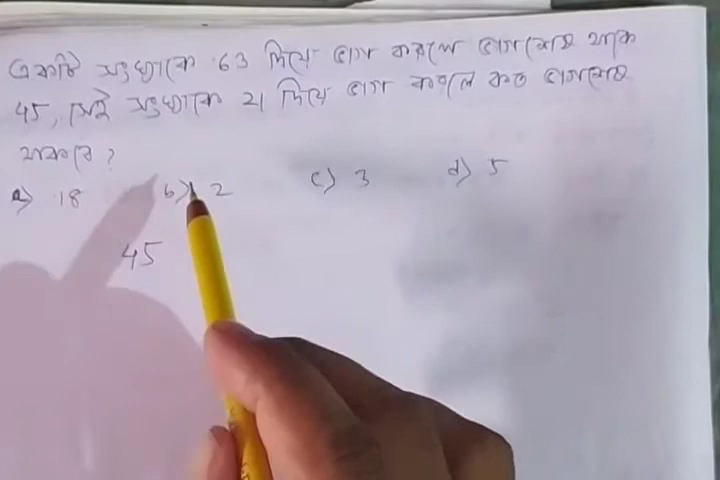 একটি সংখ্যাকে 63 দিয়ে ভাগ করলে ভাগশেষ থাকে
45, সেই সংখ্যাকে 21 দিয়ে ভাগ করলে কত ভাগশেষ
থাকবে?
a) 18 b) 2 c) 3 d) 5
45